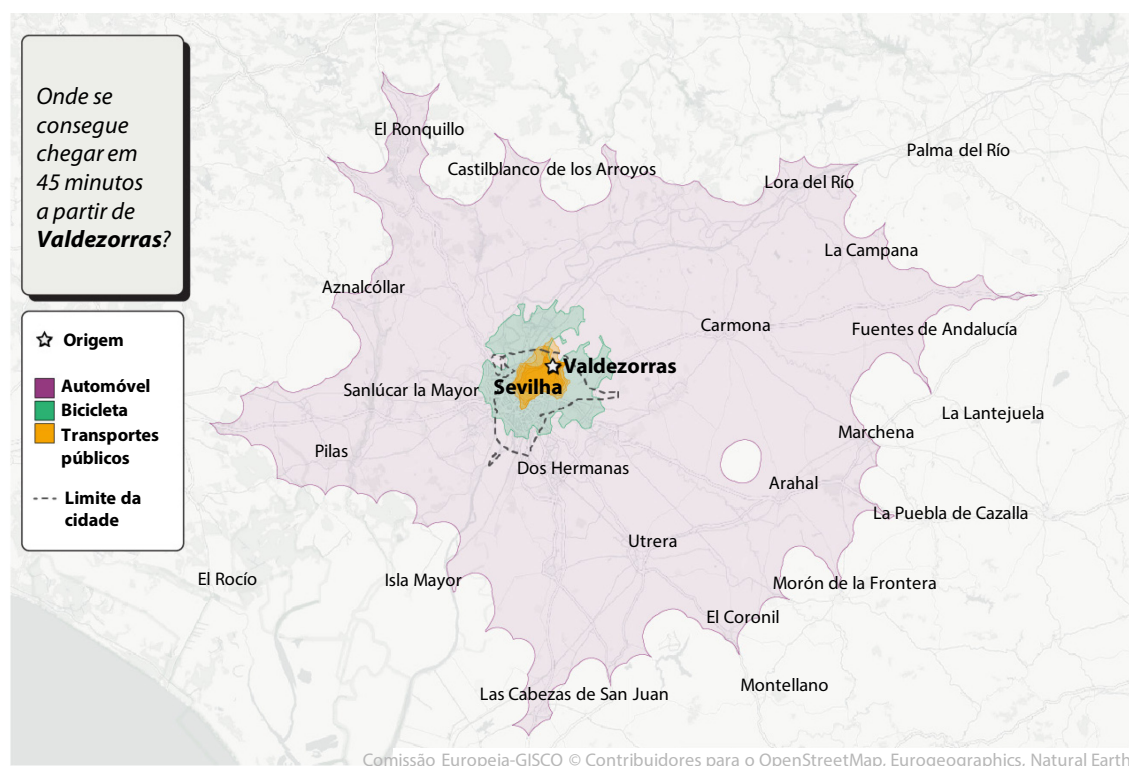 Onde se
consegue
chegar em
45 minutos
a partir de
Valdezorras?
Origem
Automóvel
Bicicleta
Transportes
públicos
Limite da
cidade
El Ronquillo
Castilblanco de los Arroyos
Palma del Río
Lora del Río
La Campana
Aznalcóllar
Carmona
Fuentes de Andalucía
Valdezorras
Sevilha
Sanlúcar la Mayor
La Lantejuela
Marchena
Pilas
Dos Hermanas
Arahal
La Puebla de Cazalla
Utrera
El Rocío
Isla Mayor
Morón de la Frontera
El Coronil
Las Cabezas de San Juan
Montellano
Comissão Europeia-GISCO © Contribuidores para o OpenStreetMap, Eurogeographics, Natural Earth